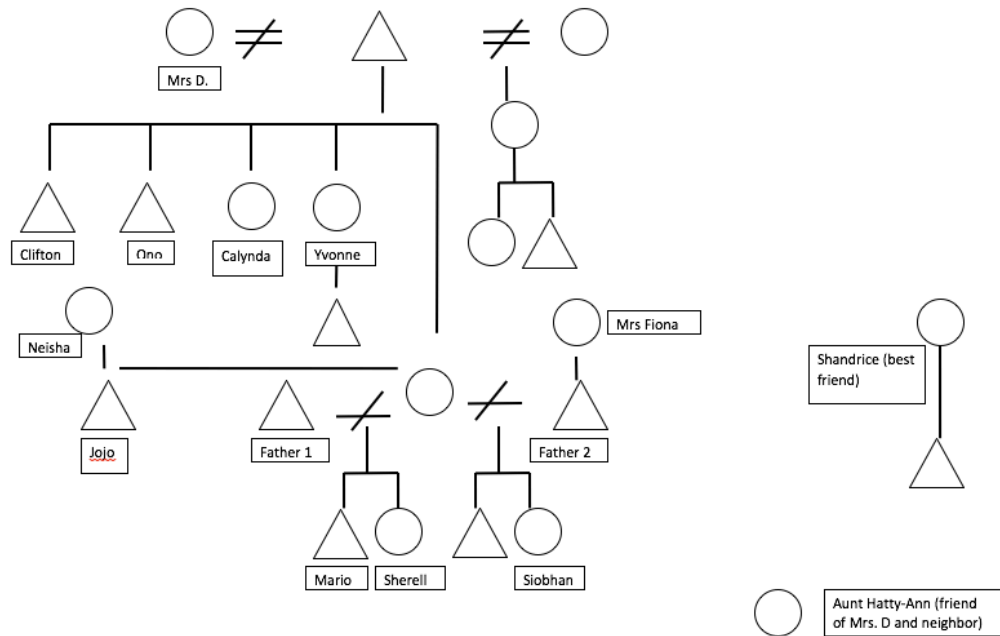 Mrs D.
Clifton
Ono
Calynda
Yvonne
Neisha
Mrs Fiona
Shandrice (best
friend)
Jojo
Father 1
Father 2
Mario
Sherell
Siobhan
Aunt Hatty-Ann (friend
of Mrs. D and neighbor)